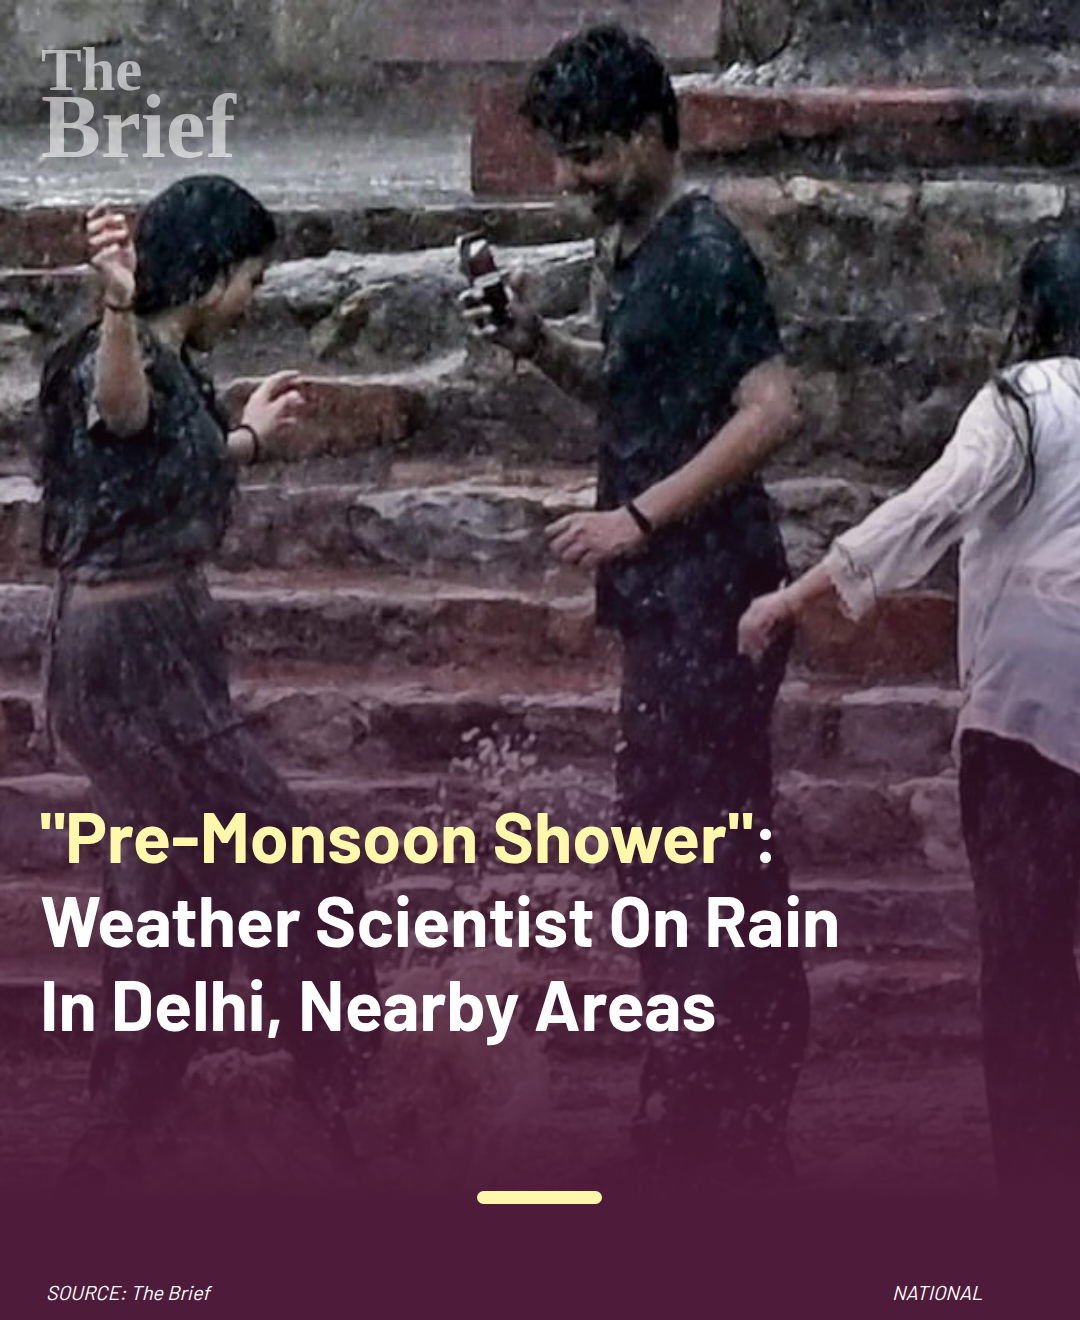 The
Brief
"Pre-Monsoon Shower":
Weather Scientist On Rain
In Delhi, Nearby Areas
SOURCE: The Brief
NATIONAL